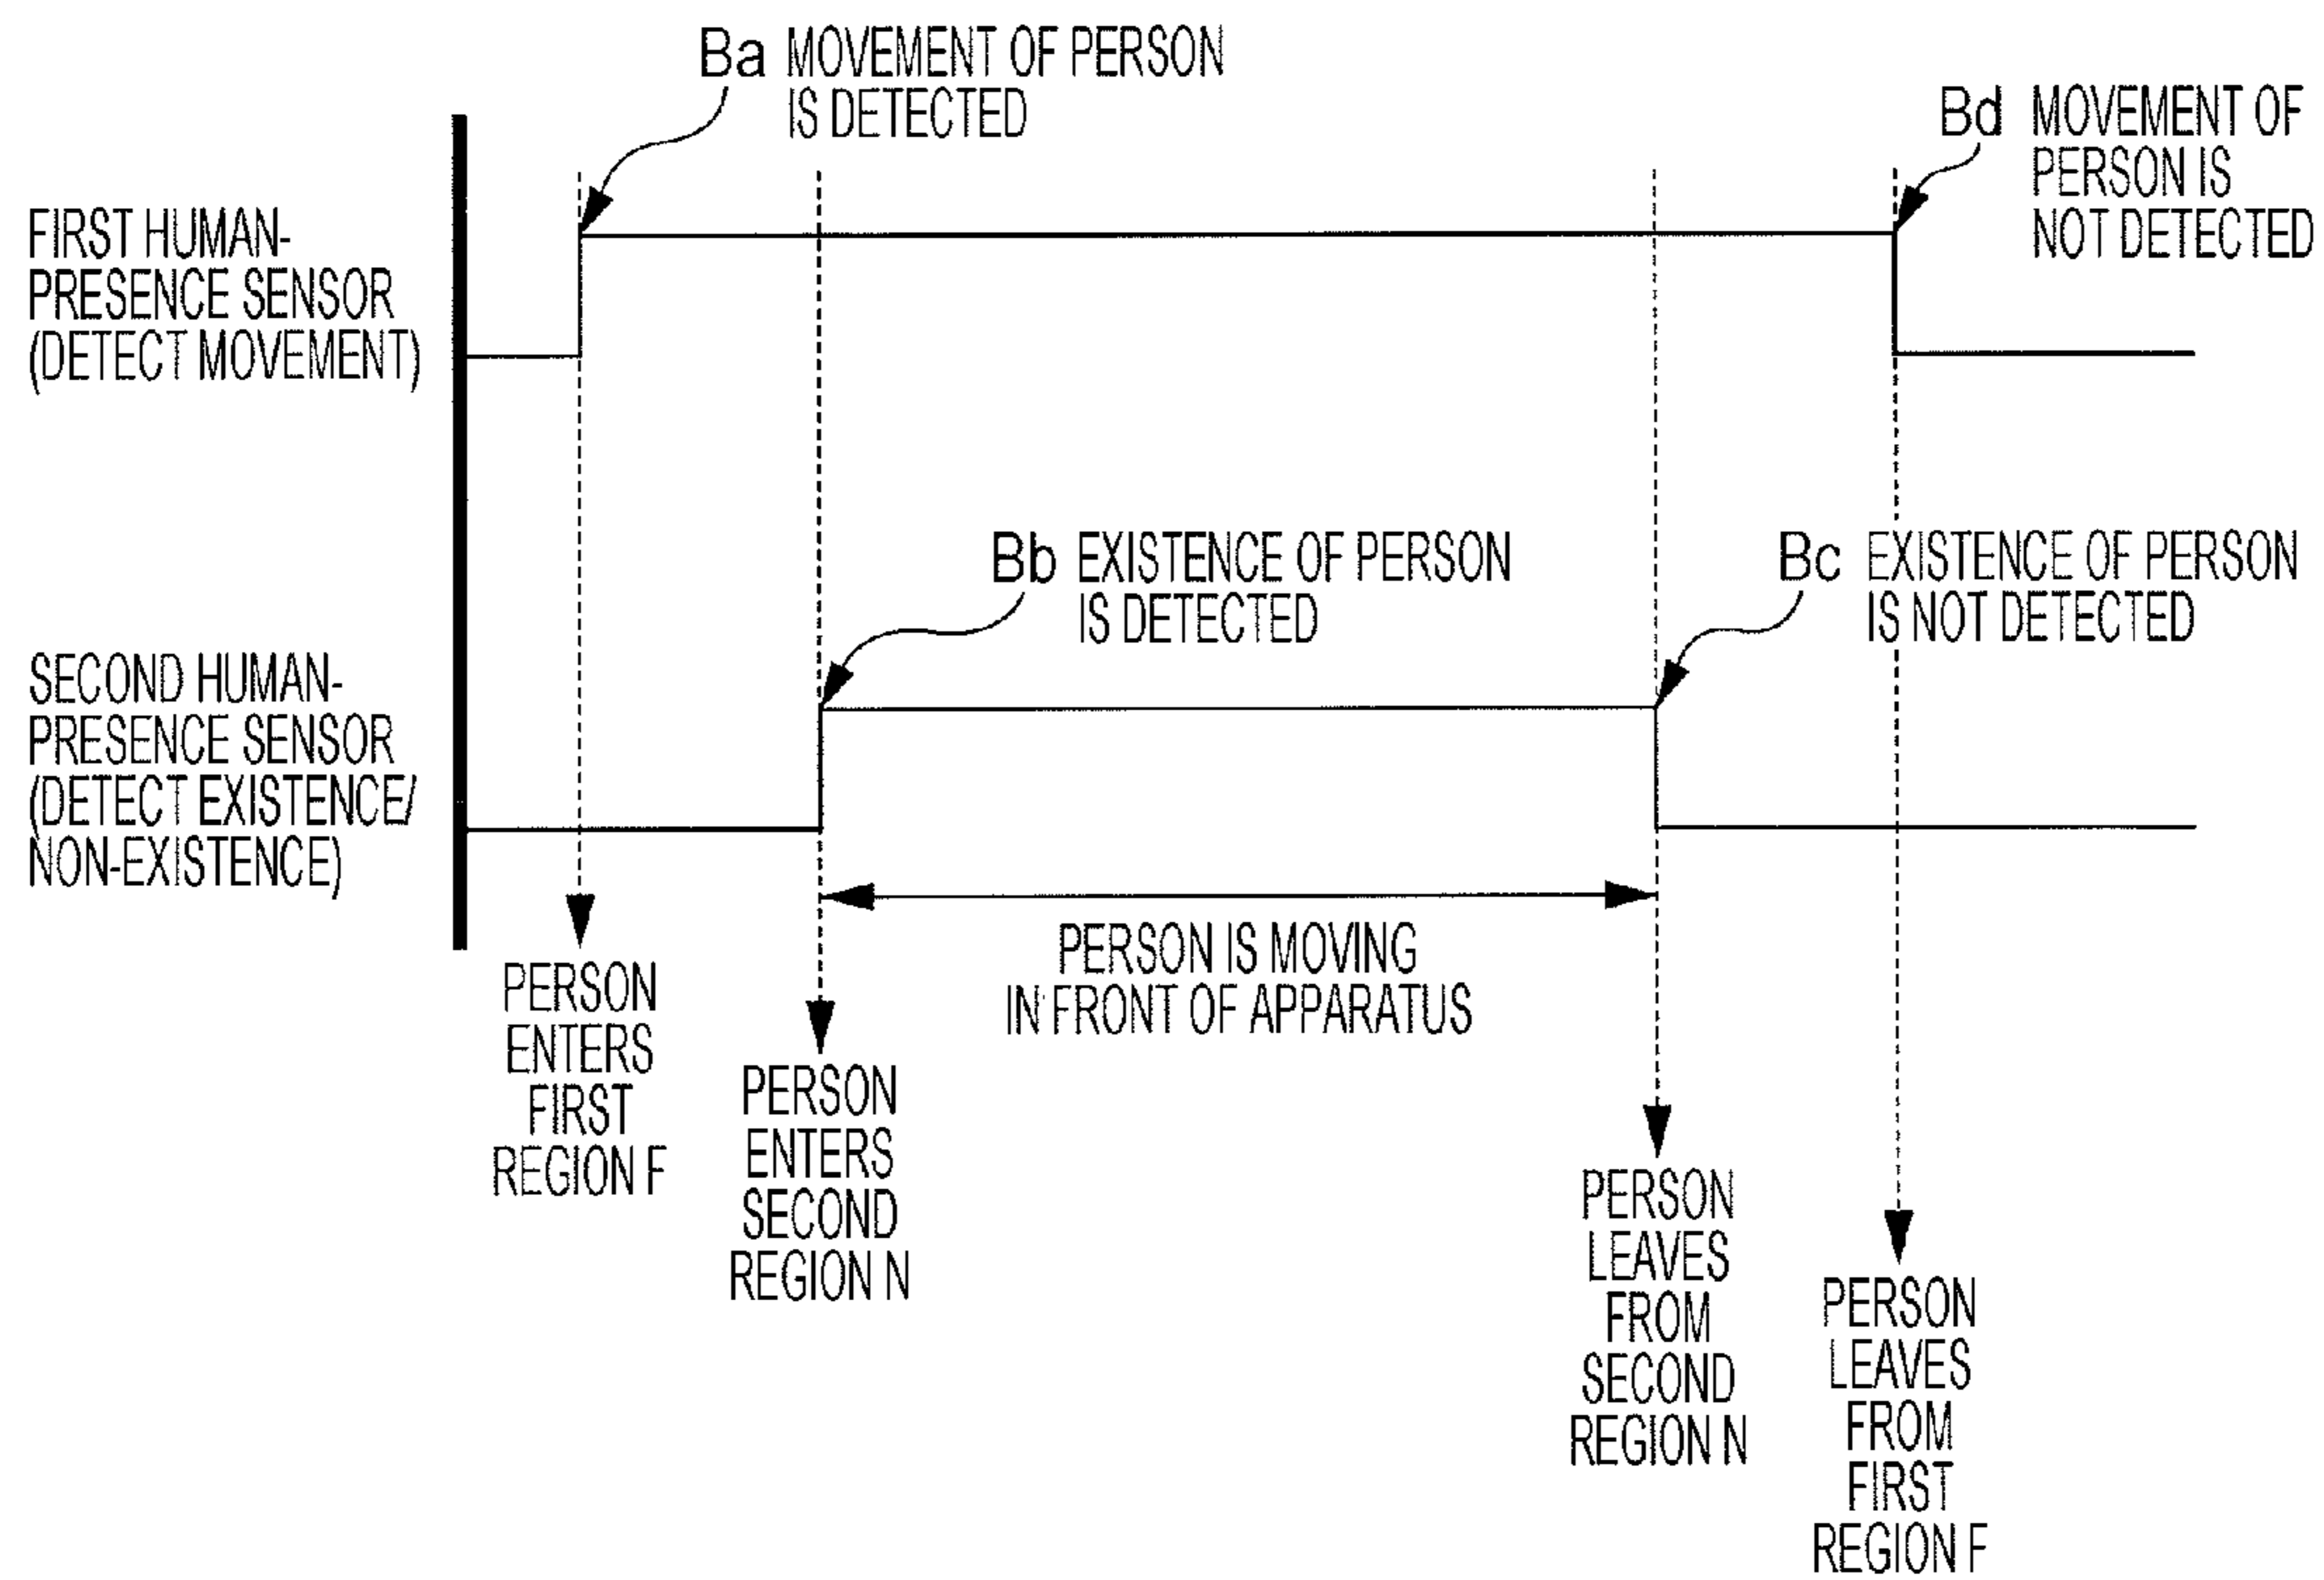 Ba MOVEMENT OF PERSON
IS DETECTED
Bd MOVEMENT OF
PERSON IS
NOT DETECTED
FIRST HUMAN-
PRESENCE SENSOR
(DETECT MOVEMENT)
Bb EXISTENCE OF PERSON
IS DETECTED
Bc EXISTENCE OF PERSON
IS NOT DETECTED
SECOND HUMAN-
PRESENCE SENSOR
(DETECT EXISTENCE/
NON-EXISTENCE)
PERSON IS MOVING
IN FRONT OF APPARATUS
PERSON
ENTERS
FIRST
REGION F
PERSON
ENTERS
SECOND
REGION N
PERSON
LEAVES
FROM
SECOND
REGION N
PERSON
LEAVES
FROM
FIRST
REGION F